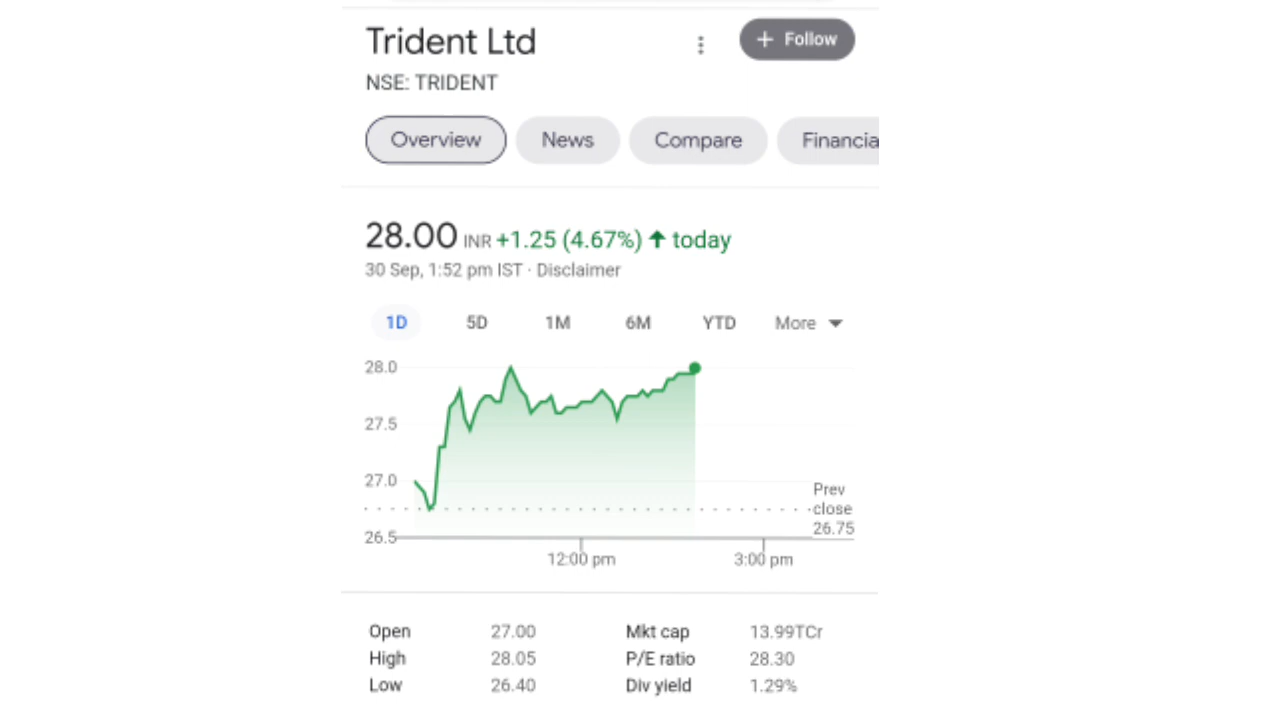 Trident Ltd
+ Follow
NSE: TRIDENT
Overview News Compare Financia
28.00 INR +1.25 (4.67%) ↑ today
30 Sep, 1:52 pm IST · Disclaimer
1D 5D 1M 6M YTD More
28.0
27.5
27.0
26.5
Prev
close
26.75
12:00 pm 3:00 pm
Open 27.00 Mkt cap 13.99TCr
High 28.05 P/E ratio 28.30
Low 26.40 Div yield 1.29%